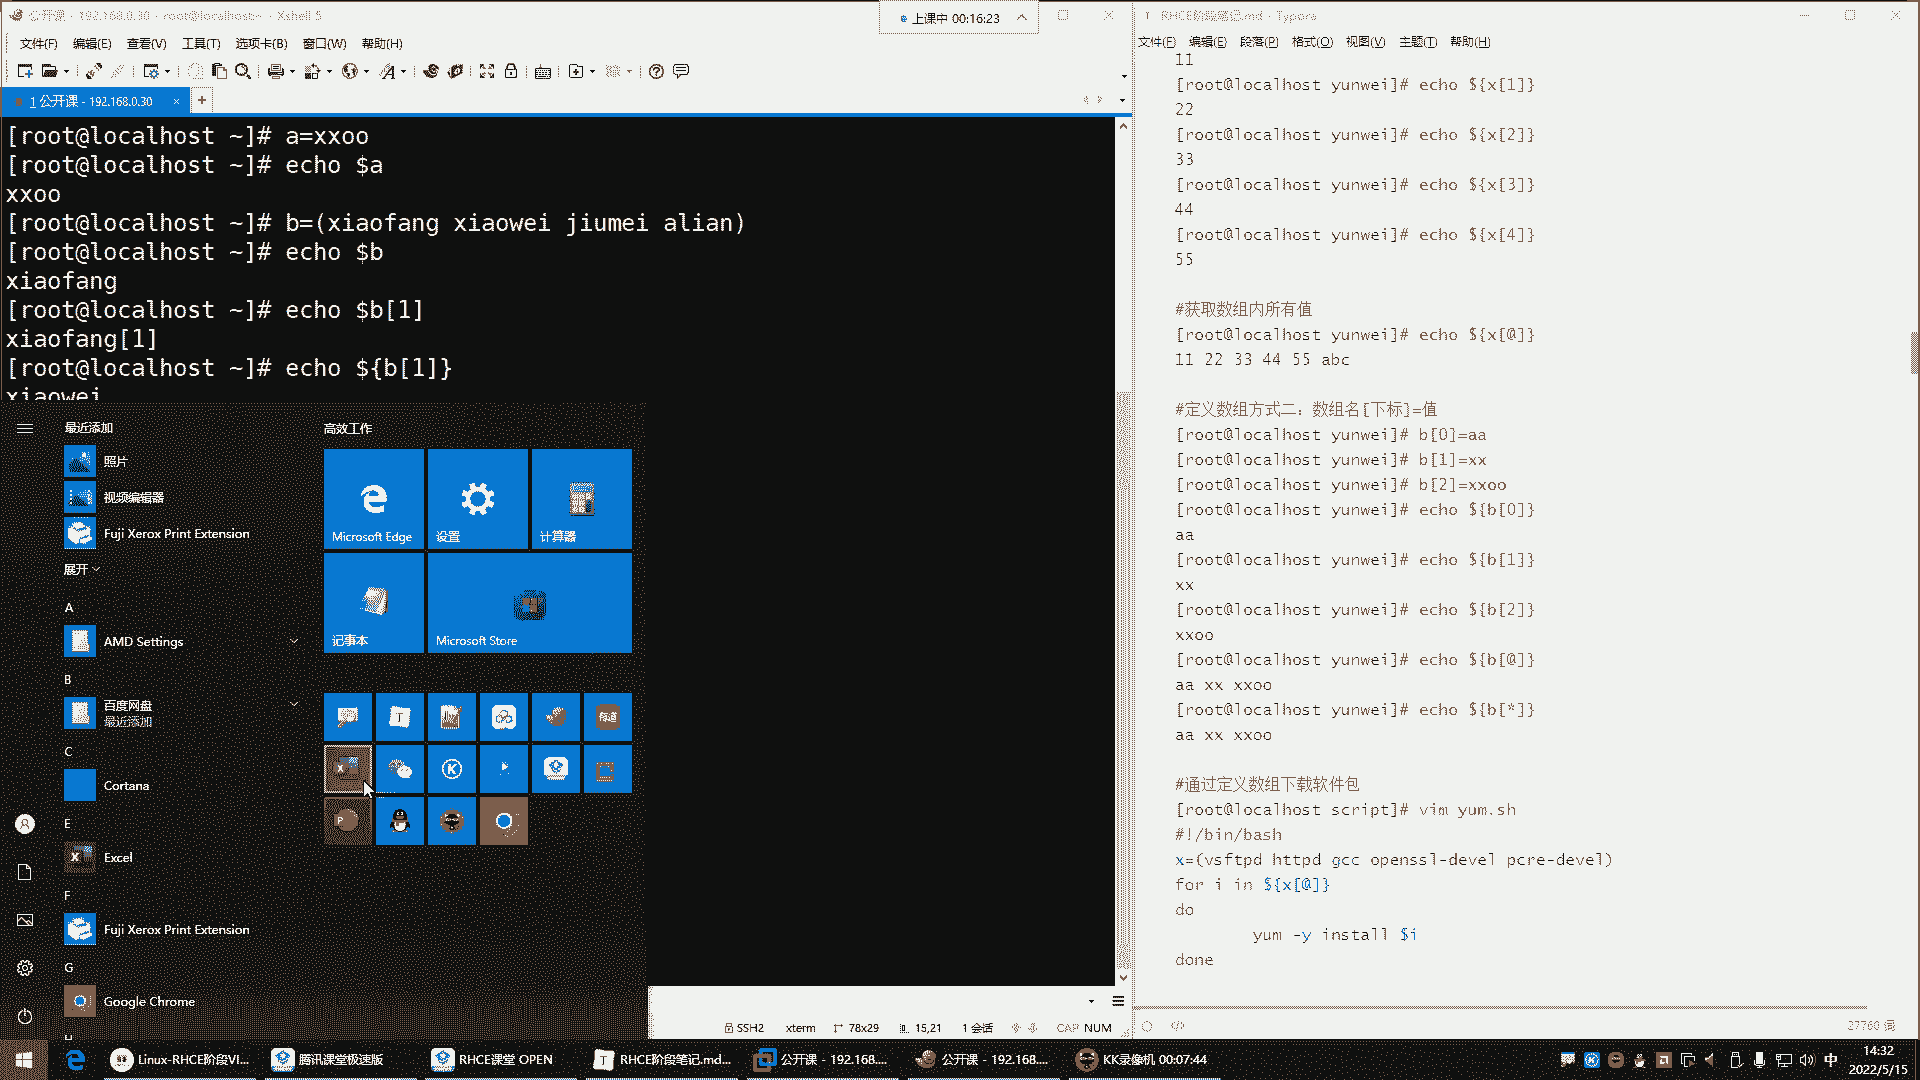 公开课 - 192.168.0.30 - root@localhost:~ - Xshell 5
上课中 00:16:23
文件(F) 编辑(E) 查看(V) 工具(T) 选项卡(B) 窗口(W) 帮助(H)
1 公开课 - 192.168.0.30 × +
[root@localhost ~]# a=xxoo
[root@localhost ~]# echo $a
xxoo
[root@localhost ~]# b=(xiaofang xiaowei jiumei alian)
[root@localhost ~]# echo $b
xiaofang
[root@localhost ~]# echo $b[1]
xiaofang[1]
[root@localhost ~]# echo ${b[1]}
xiaowei
最近添加
照片
视频编辑器
Fuji Xerox Print Extension
展开
A
AMD Settings
B
百度网盘
最近添加
C
Cortana
E
Excel
F
Fuji Xerox Print Extension
G
Google Chrome
高效工作
Microsoft Edge
设置
计算器
记事本
Microsoft Store
SSH2 xterm 78x29 15,21 1 会话 CAP NUM
RHCE阶段笔记.md - Typora
文件(F) 编辑(E) 段落(P) 格式(O) 视图(V) 主题(T) 帮助(H)
11
[root@localhost yunwei]# echo ${x[1]}
22
[root@localhost yunwei]# echo ${x[2]}
33
[root@localhost yunwei]# echo ${x[3]}
44
[root@localhost yunwei]# echo ${x[4]}
55
#获取数组内所有值
[root@localhost yunwei]# echo ${x[@]}
11 22 33 44 55 abc
#定义数组方式二：数组名[下标]=值
[root@localhost yunwei]# b[0]=aa
[root@localhost yunwei]# b[1]=xx
[root@localhost yunwei]# b[2]=xxoo
[root@localhost yunwei]# echo ${b[0]}
aa
[root@localhost yunwei]# echo ${b[1]}
xx
[root@localhost yunwei]# echo ${b[2]}
xxoo
[root@localhost yunwei]# echo ${b[@]}
aa xx xxoo
[root@localhost yunwei]# echo ${b[*]}
aa xx xxoo
#通过定义数组下载软件包
[root@localhost script]# vim yum.sh
#!/bin/bash
x=(vsftpd httpd gcc openssl-devel pcre-devel)
for i in ${x[@]}
do
yum -y install $i
done
27760 词
Linux-RHCE阶段VI...
腾讯课堂极速版
RHCE课堂 OPEN
RHCE阶段笔记.md...
公开课 - 192.168....
公开课 - 192.168....
KK录像机 00:07:44
中
14:32
2022/5/15